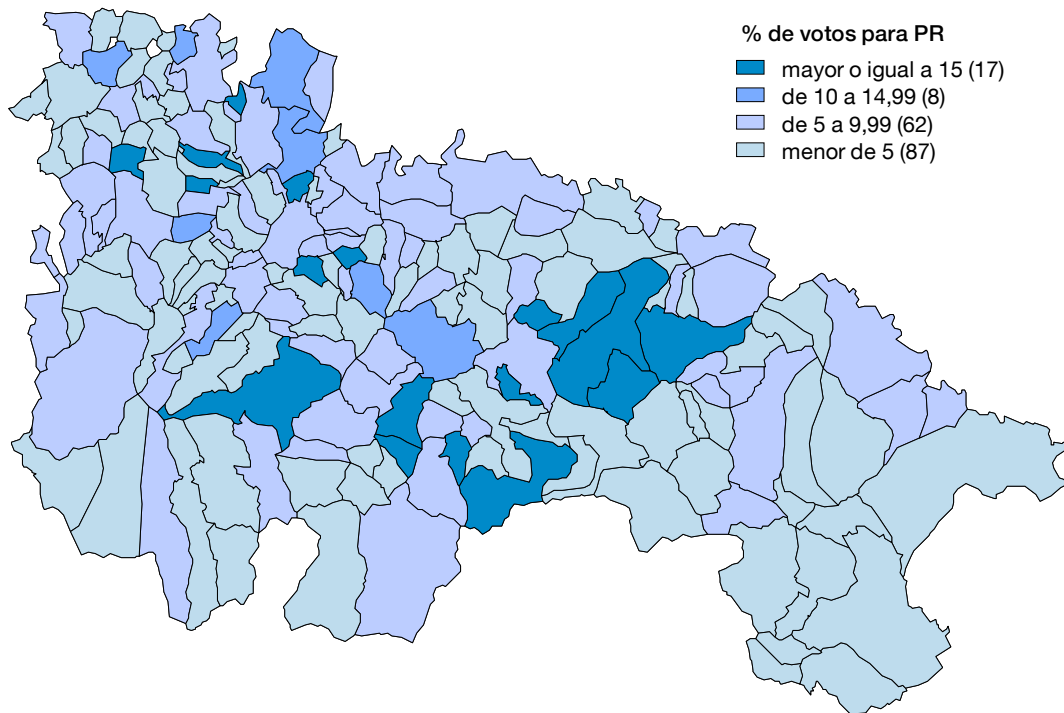 % de votos para PR
mayor o igual a 15 (17)
de 10 a 14,99 (8)
de 5 a 9,99 (62)
menor de 5 (87)